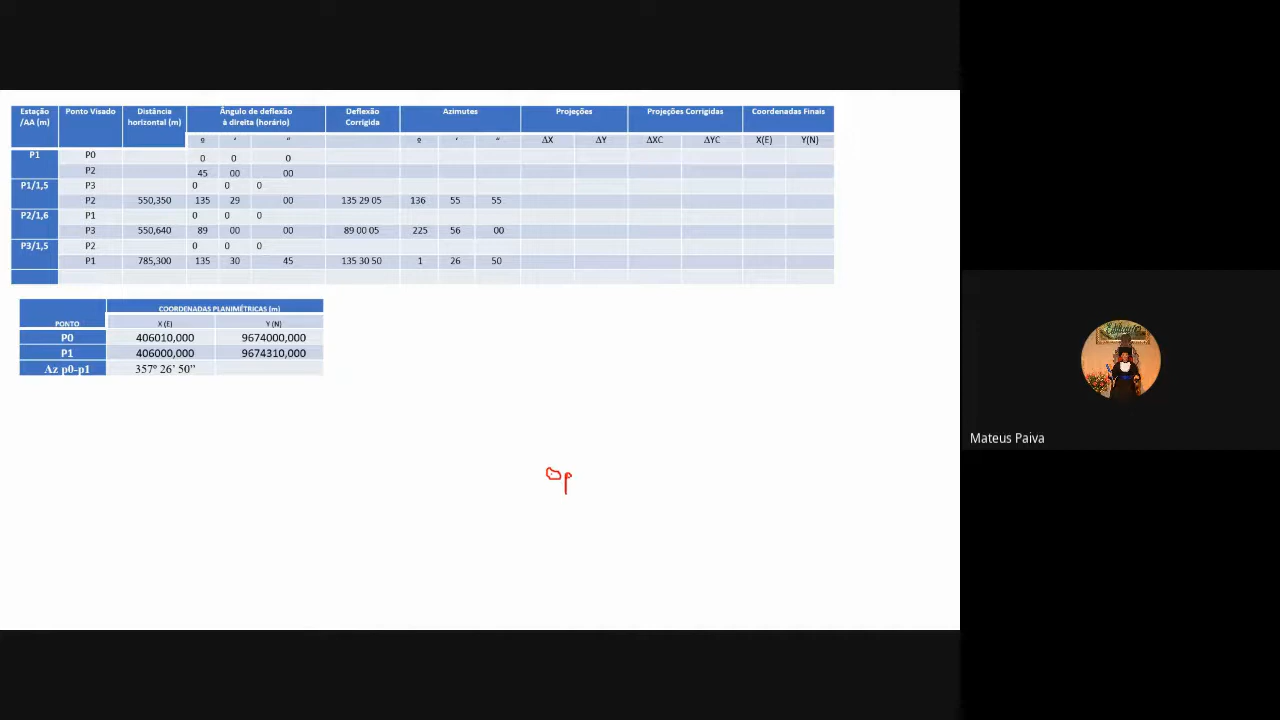 Estação /AA (m) Ponto Visado Distância horizontal (m) Ângulo de deflexão à direita (horário) Deflexão Corrigida Azimutes Projeções Projeções Corrigidas Coordenadas Finais
º ‘ “ º ‘ “ ΔX ΔY ΔXC ΔYC X(E) Y(N)
P1 P0 0 0 0
P2 45 00 00
P1/1,5 P3 0 0 0
P2 550,350 135 29 00 135 29 05 136 55 55
P2/1,6 P1 0 0 0
P3 550,640 89 00 00 89 00 05 225 56 00
P3/1,5 P2 0 0 0
P1 785,300 135 30 45 135 30 50 1 26 50
PONTO COORDENADAS PLANIMÉTRICAS (m)
X (E) Y (N)
P0 406010,000 9674000,000
P1 406000,000 9674310,000
Az p0-p1 357º 26’ 50”
Mateus Paiva